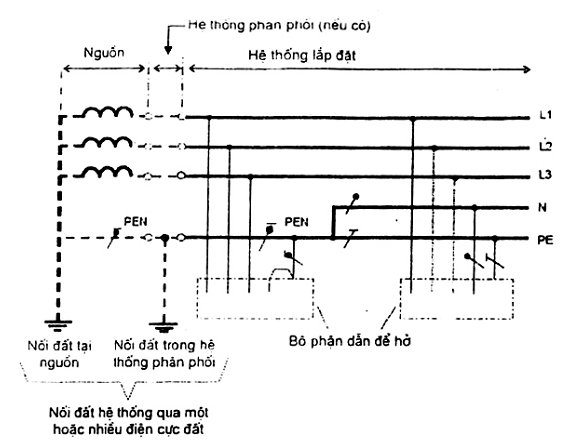 Hệ thống phân phối (nếu có)
Nguồn
Hệ thống lắp đặt
L1
L2
L3
N
PEN
PEN
PE
Nối đất tại
nguồn
Nối đất trong hệ
thống phân phối
Bộ phận dẫn để hở
Nối đất hệ thống qua một
hoặc nhiều điện cực đất